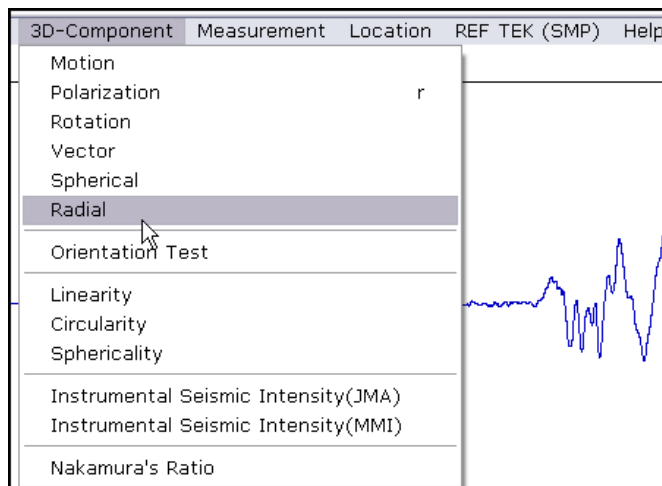 3D-Component Measurement Location REF TEK (SMP) Help
Motion
Polarization r
Rotation
Vector
Spherical
Radial
Orientation Test
Linearity
Circularity
Sphericality
Instrumental Seismic Intensity(JMA)
Instrumental Seismic Intensity(MMI)
Nakamura's Ratio